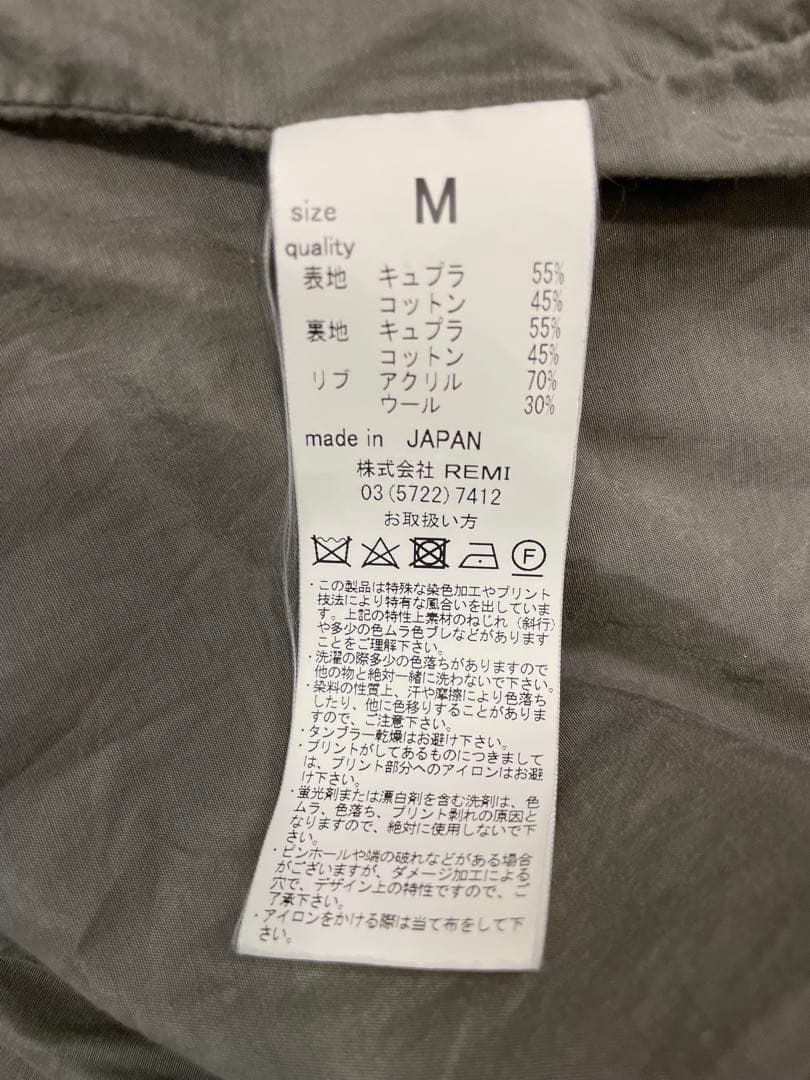 size M
quality
表地 キュプラ 55%
コットン 45%
裏地 キュプラ 55%
コットン 45%
リブ アクリル 70%
ウール 30%
made in JAPAN
株式会社 REMI
03(5722)7412
お取扱い方
F
・この製品は特殊な染色加工やプリント
技法により特有な風合いを出していま
す。上記の特性上素材のねじれ（斜行）
や多少の色ムラ色ブレなどがあります
ことをご理解下さい。
・洗濯の際多少の色落ちがありますので
他の物と絶対一緒に洗わないで下さい。
・染料の性質上、汗や摩擦により色落ち
したり、他に色移りすることがありま
すので、ご注意下さい。
・タンブラー乾燥はお避け下さい。
・プリントがしてあるものにつきまして
は、プリント部分へのアイロンはお避
け下さい。
・蛍光剤または漂白剤を含む洗剤は、色
ムラ、色落ち、プリント剥れの原因と
なりますので、絶対に使用しないで下
さい。
・ピンホールや端の破れなどがある場合
がございますが、ダメージ加工による
穴で、デザイン上の特性ですので、ご
了承下さい。
・アイロンをかける際は当て布をして下
さい。